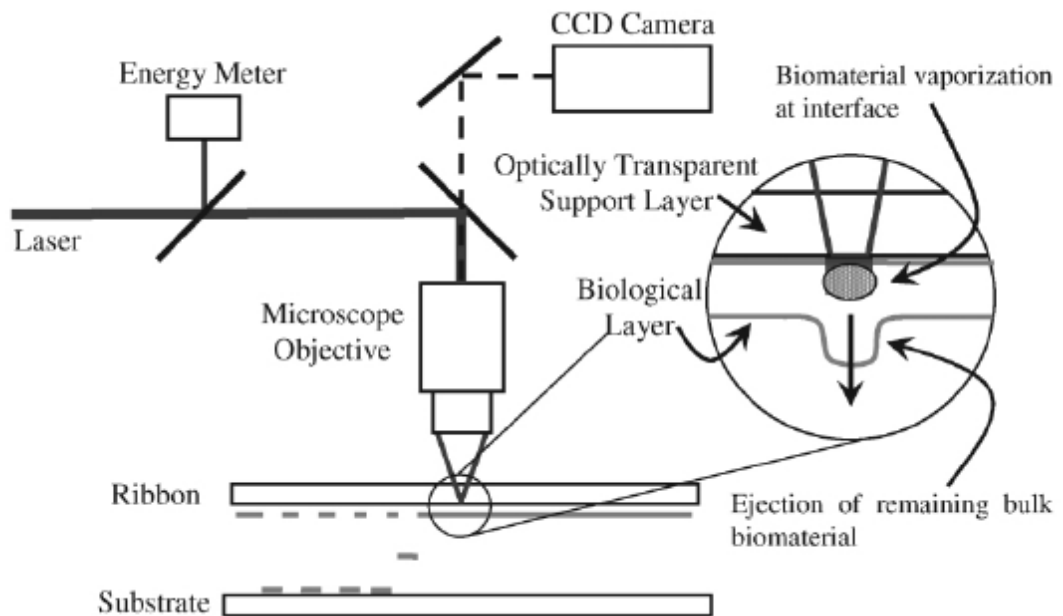 CCD Camera
Energy Meter
Biomaterial vaporization
at interface
Optically Transparent
Support Layer
Laser
Biological
Layer
Microscope
Objective
Ribbon
Ejection of remaining bulk
biomaterial
Substrate